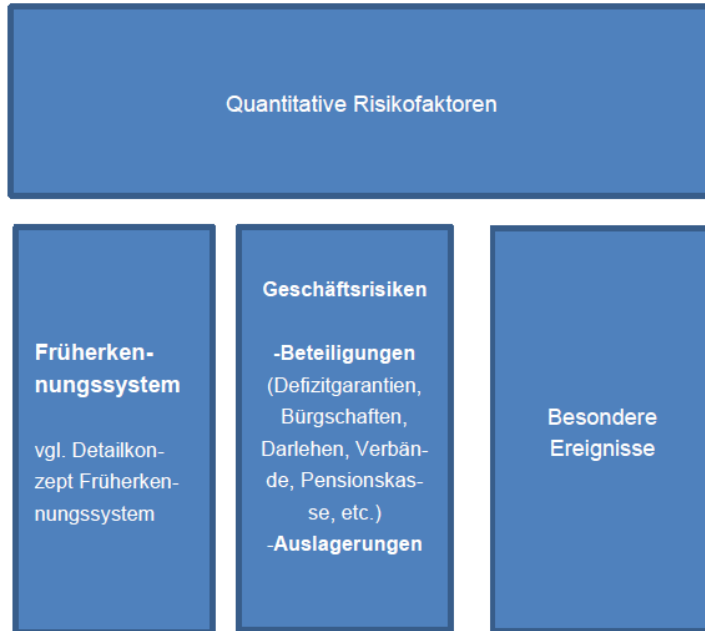 Quantitative Risikofaktoren
Früherken-
nungssystem
vgl. Detailkon-
zept Früherken-
nungssystem
Geschäftsrisiken
-Beteiligungen
(Defizitgarantien,
Bürgschaften,
Darlehen, Verbän-
de, Pensionskas-
se, etc.)
-Auslagerungen
Besondere
Ereignisse